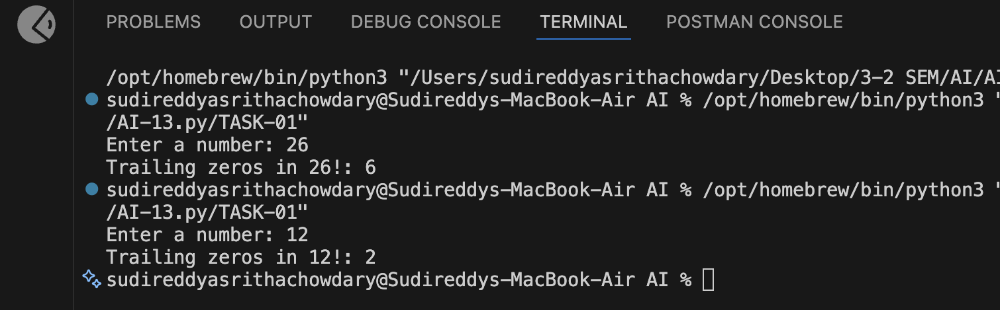 PROBLEMS OUTPUT DEBUG CONSOLE TERMINAL POSTMAN CONSOLE
/opt/homebrew/bin/python3 "/Users/sudireddyasrithachowdary/Desktop/3-2 SEM/AI/AI
sudireddyasrithachowdary@Sudireddys-MacBook-Air AI % /opt/homebrew/bin/python3 "
/AI-13.py/TASK-01"
Enter a number: 26
Trailing zeros in 26!: 6
sudireddyasrithachowdary@Sudireddys-MacBook-Air AI % /opt/homebrew/bin/python3 "
/AI-13.py/TASK-01"
Enter a number: 12
Trailing zeros in 12!: 2
sudireddyasrithachowdary@Sudireddys-MacBook-Air AI %